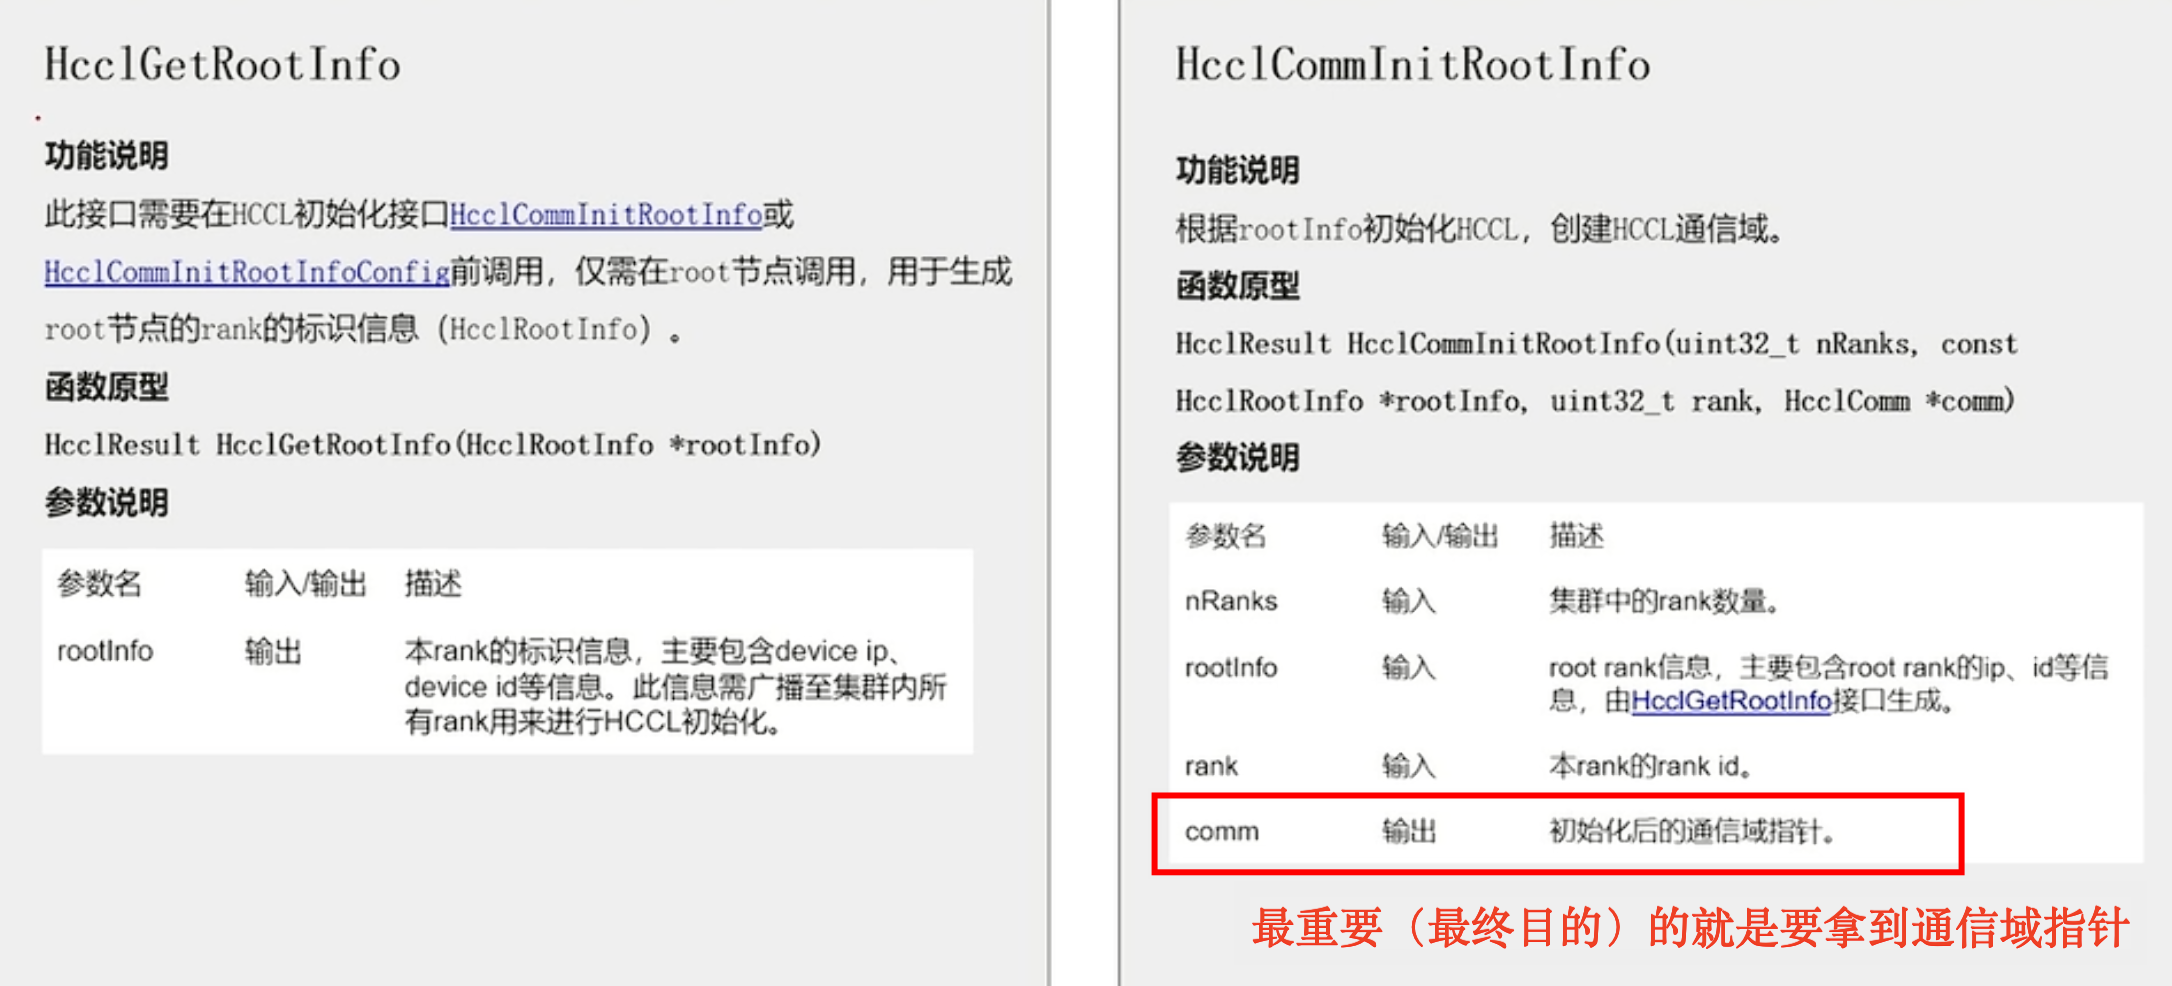 HcclGetRootInfo
功能说明
此接口需要在HCCL初始化接口HcclCommInitRootInfo或
HcclCommInitRootInfoConfig前调用，仅需在root节点调用，用于生成
root节点的rank的标识信息（HcclRootInfo）。
函数原型
HcclResult HcclGetRootInfo(HcclRootInfo *rootInfo)
参数说明
参数名 输入/输出 描述
rootInfo 输出 本rank的标识信息，主要包含device ip、
device id等信息。此信息需广播至集群内所
有rank用来进行HCCL初始化。
HcclCommInitRootInfo
功能说明
根据rootInfo初始化HCCL，创建HCCL通信域。
函数原型
HcclResult HcclCommInitRootInfo(uint32_t nRanks, const
HcclRootInfo *rootInfo, uint32_t rank, HcclComm *comm)
参数说明
参数名 输入/输出 描述
nRanks 输入 集群中的rank数量。
rootInfo 输入 root rank信息，主要包含root rank的ip、id等信
息，由HcclGetRootInfo接口生成。
rank 输入 本rank的rank id。
comm 输出 初始化后的通信域指针。
最重要（最终目的）的就是要拿到通信域指针